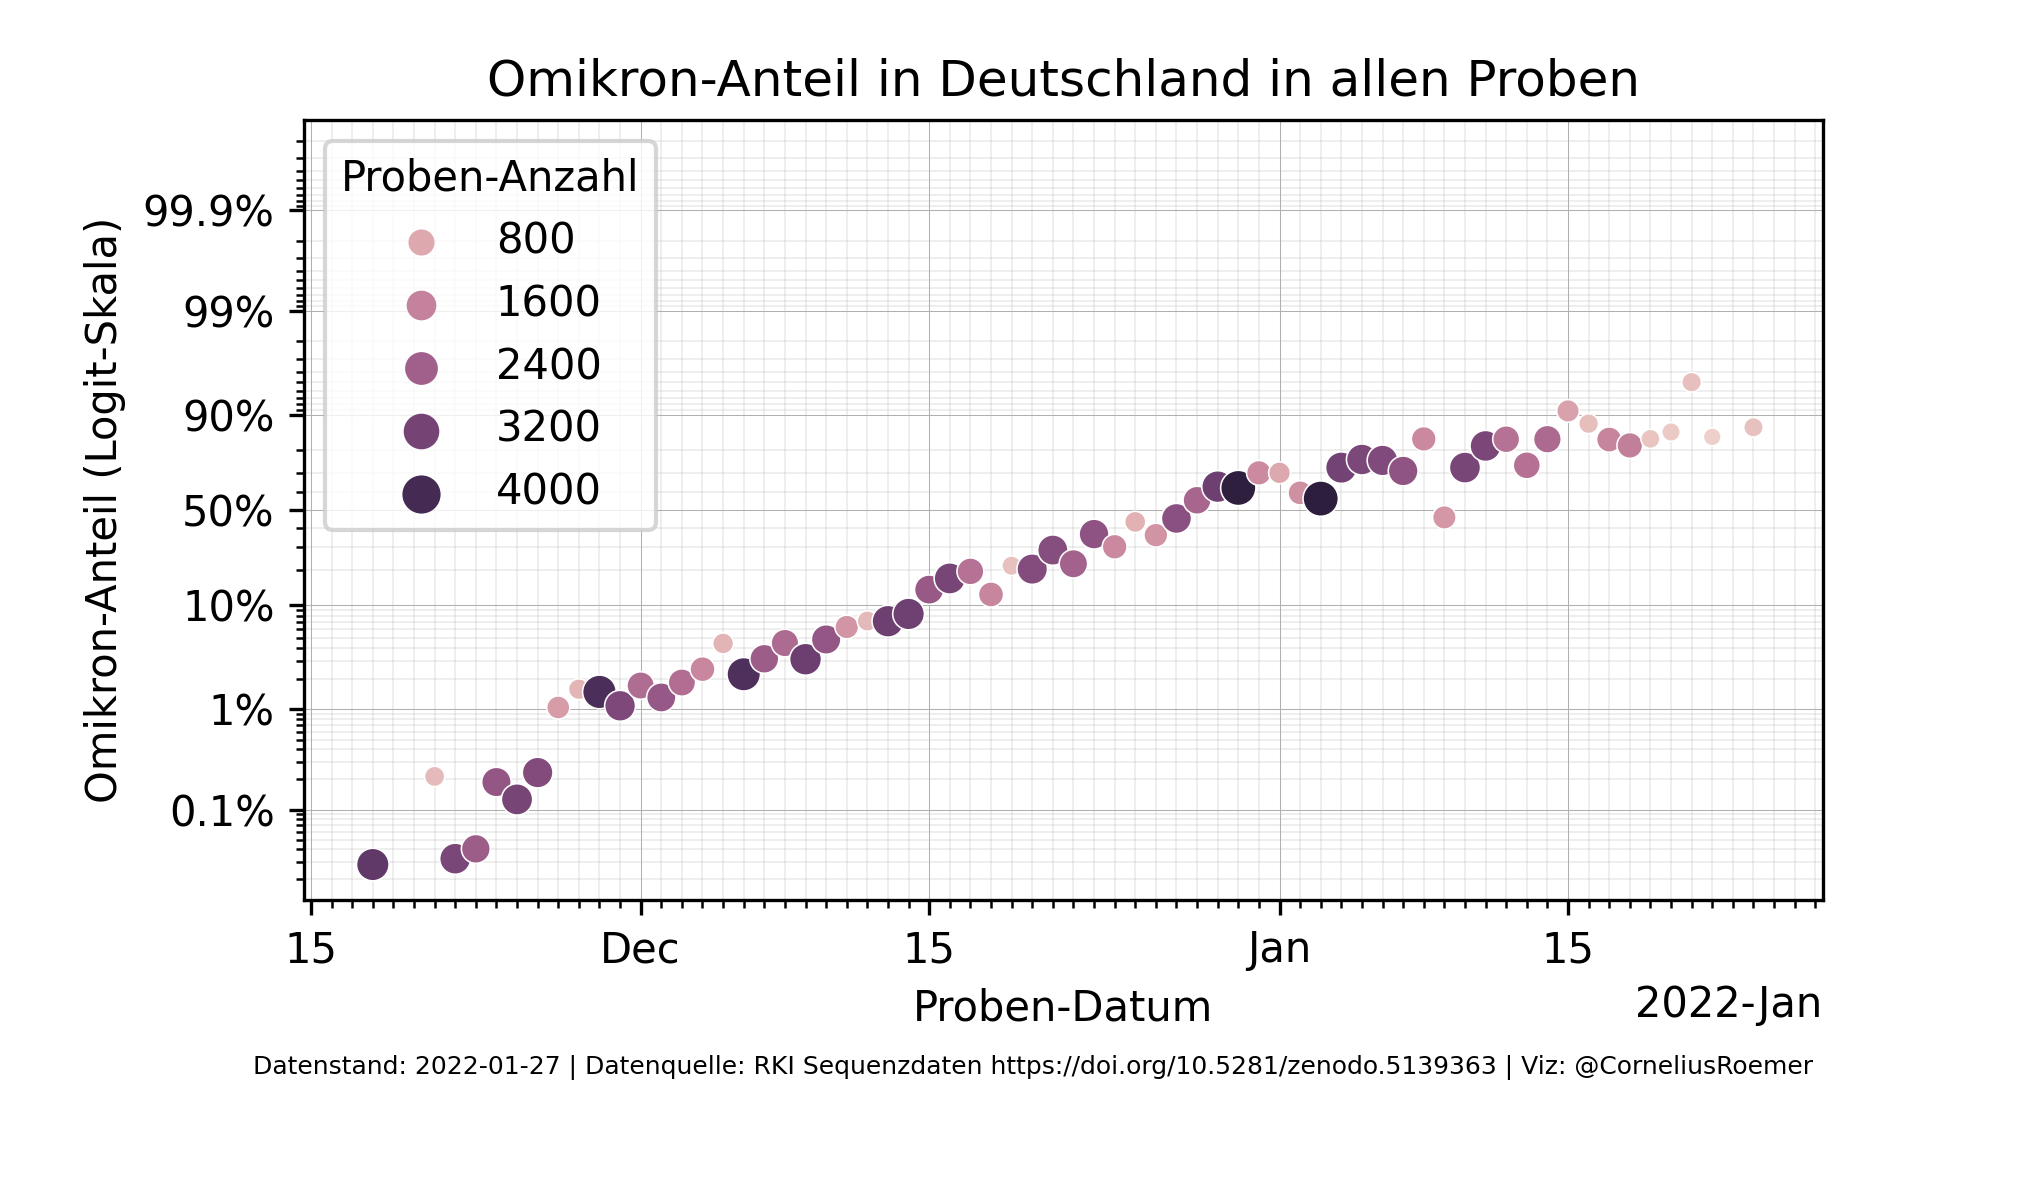 Omikron-Anteil in Deutschland in allen Proben
Omikron-Anteil (Logit-Skala)
99.9%
99%
90%
50%
10%
1%
0.1%
Proben-Anzahl
800
1600
2400
3200
4000
15
Dec
15
Jan
15
Proben-Datum
2022-Jan
Datenstand: 2022-01-27 | Datenquelle: RKI Sequenzdaten https://doi.org/10.5281/zenodo.5139363 | Viz: @CorneliusRoemer